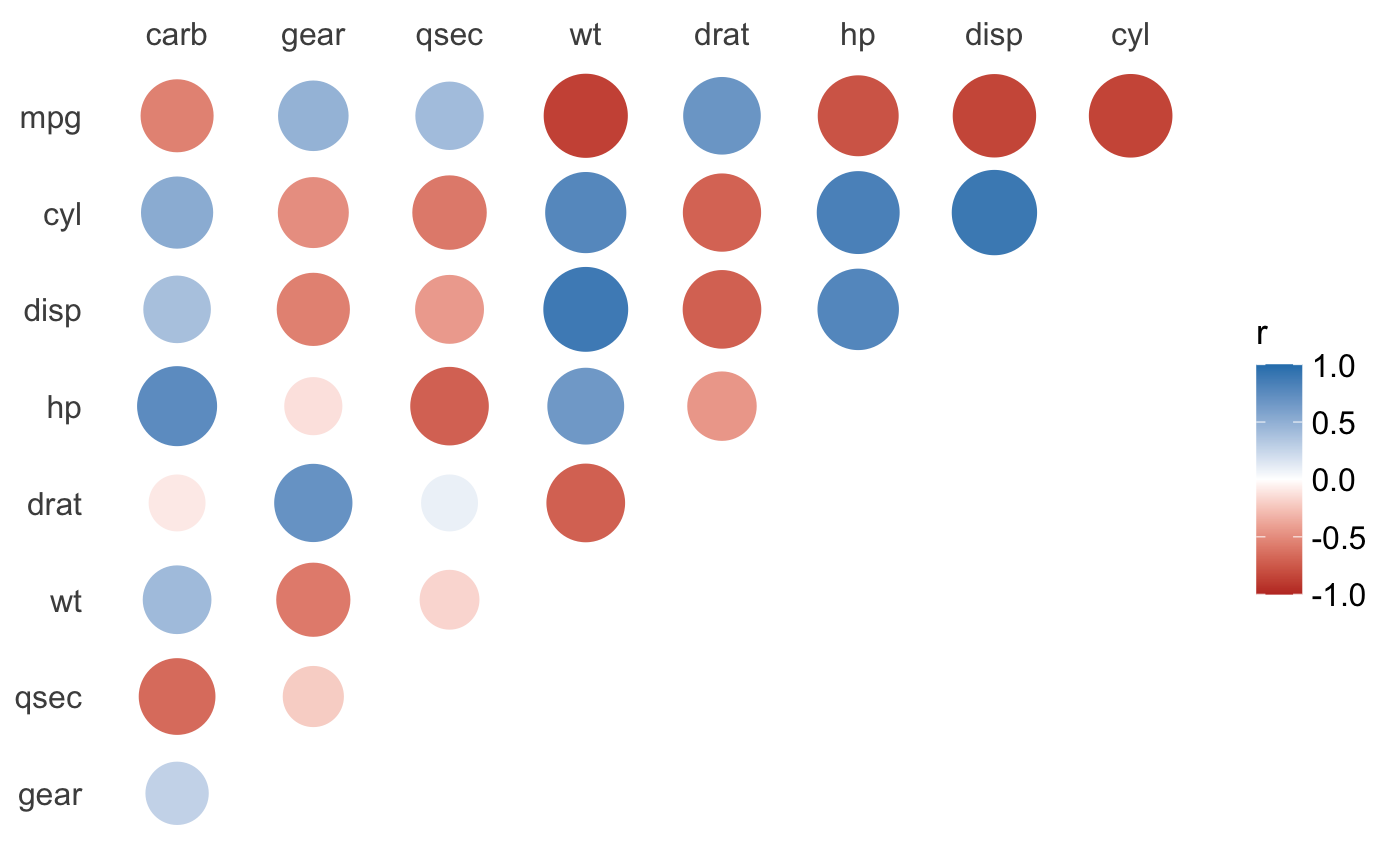 carb gear qsec wt drat hp disp cyl
mpg
cyl
disp
hp
drat
wt
qsec
gear
r
1.0
0.5
0.0
-0.5
-1.0